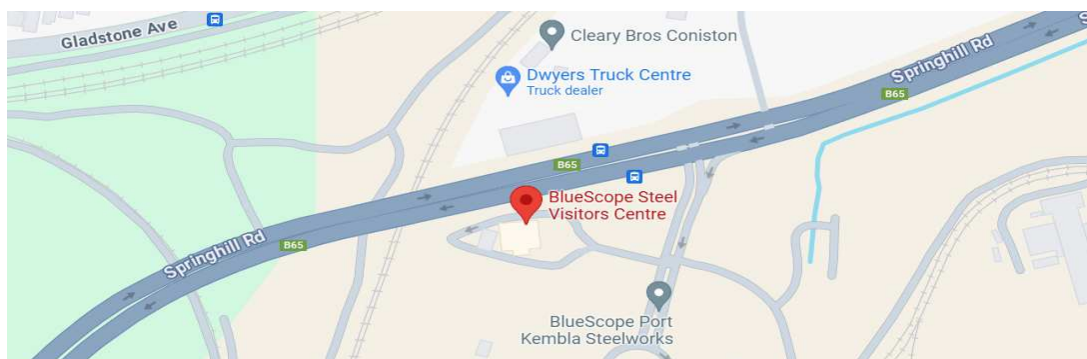 Gladstone Ave
Cleary Bros Coniston
Dwyers Truck Centre
Truck dealer
Springhill Rd
B65
B65
BlueScope Steel
Visitors Centre
Springhill Rd
B65
BlueScope Port
Kembla Steelworks
S